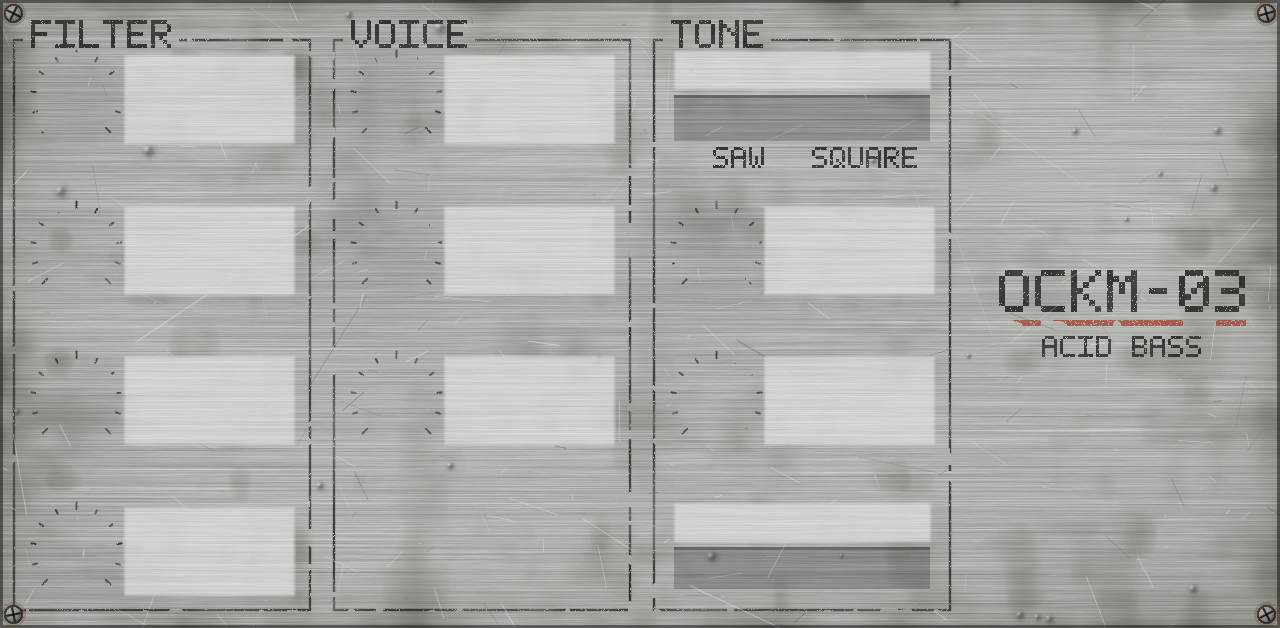 FILTER
VOICE
TONE
SAW SQUARE
OCKM-03
ACID BASS